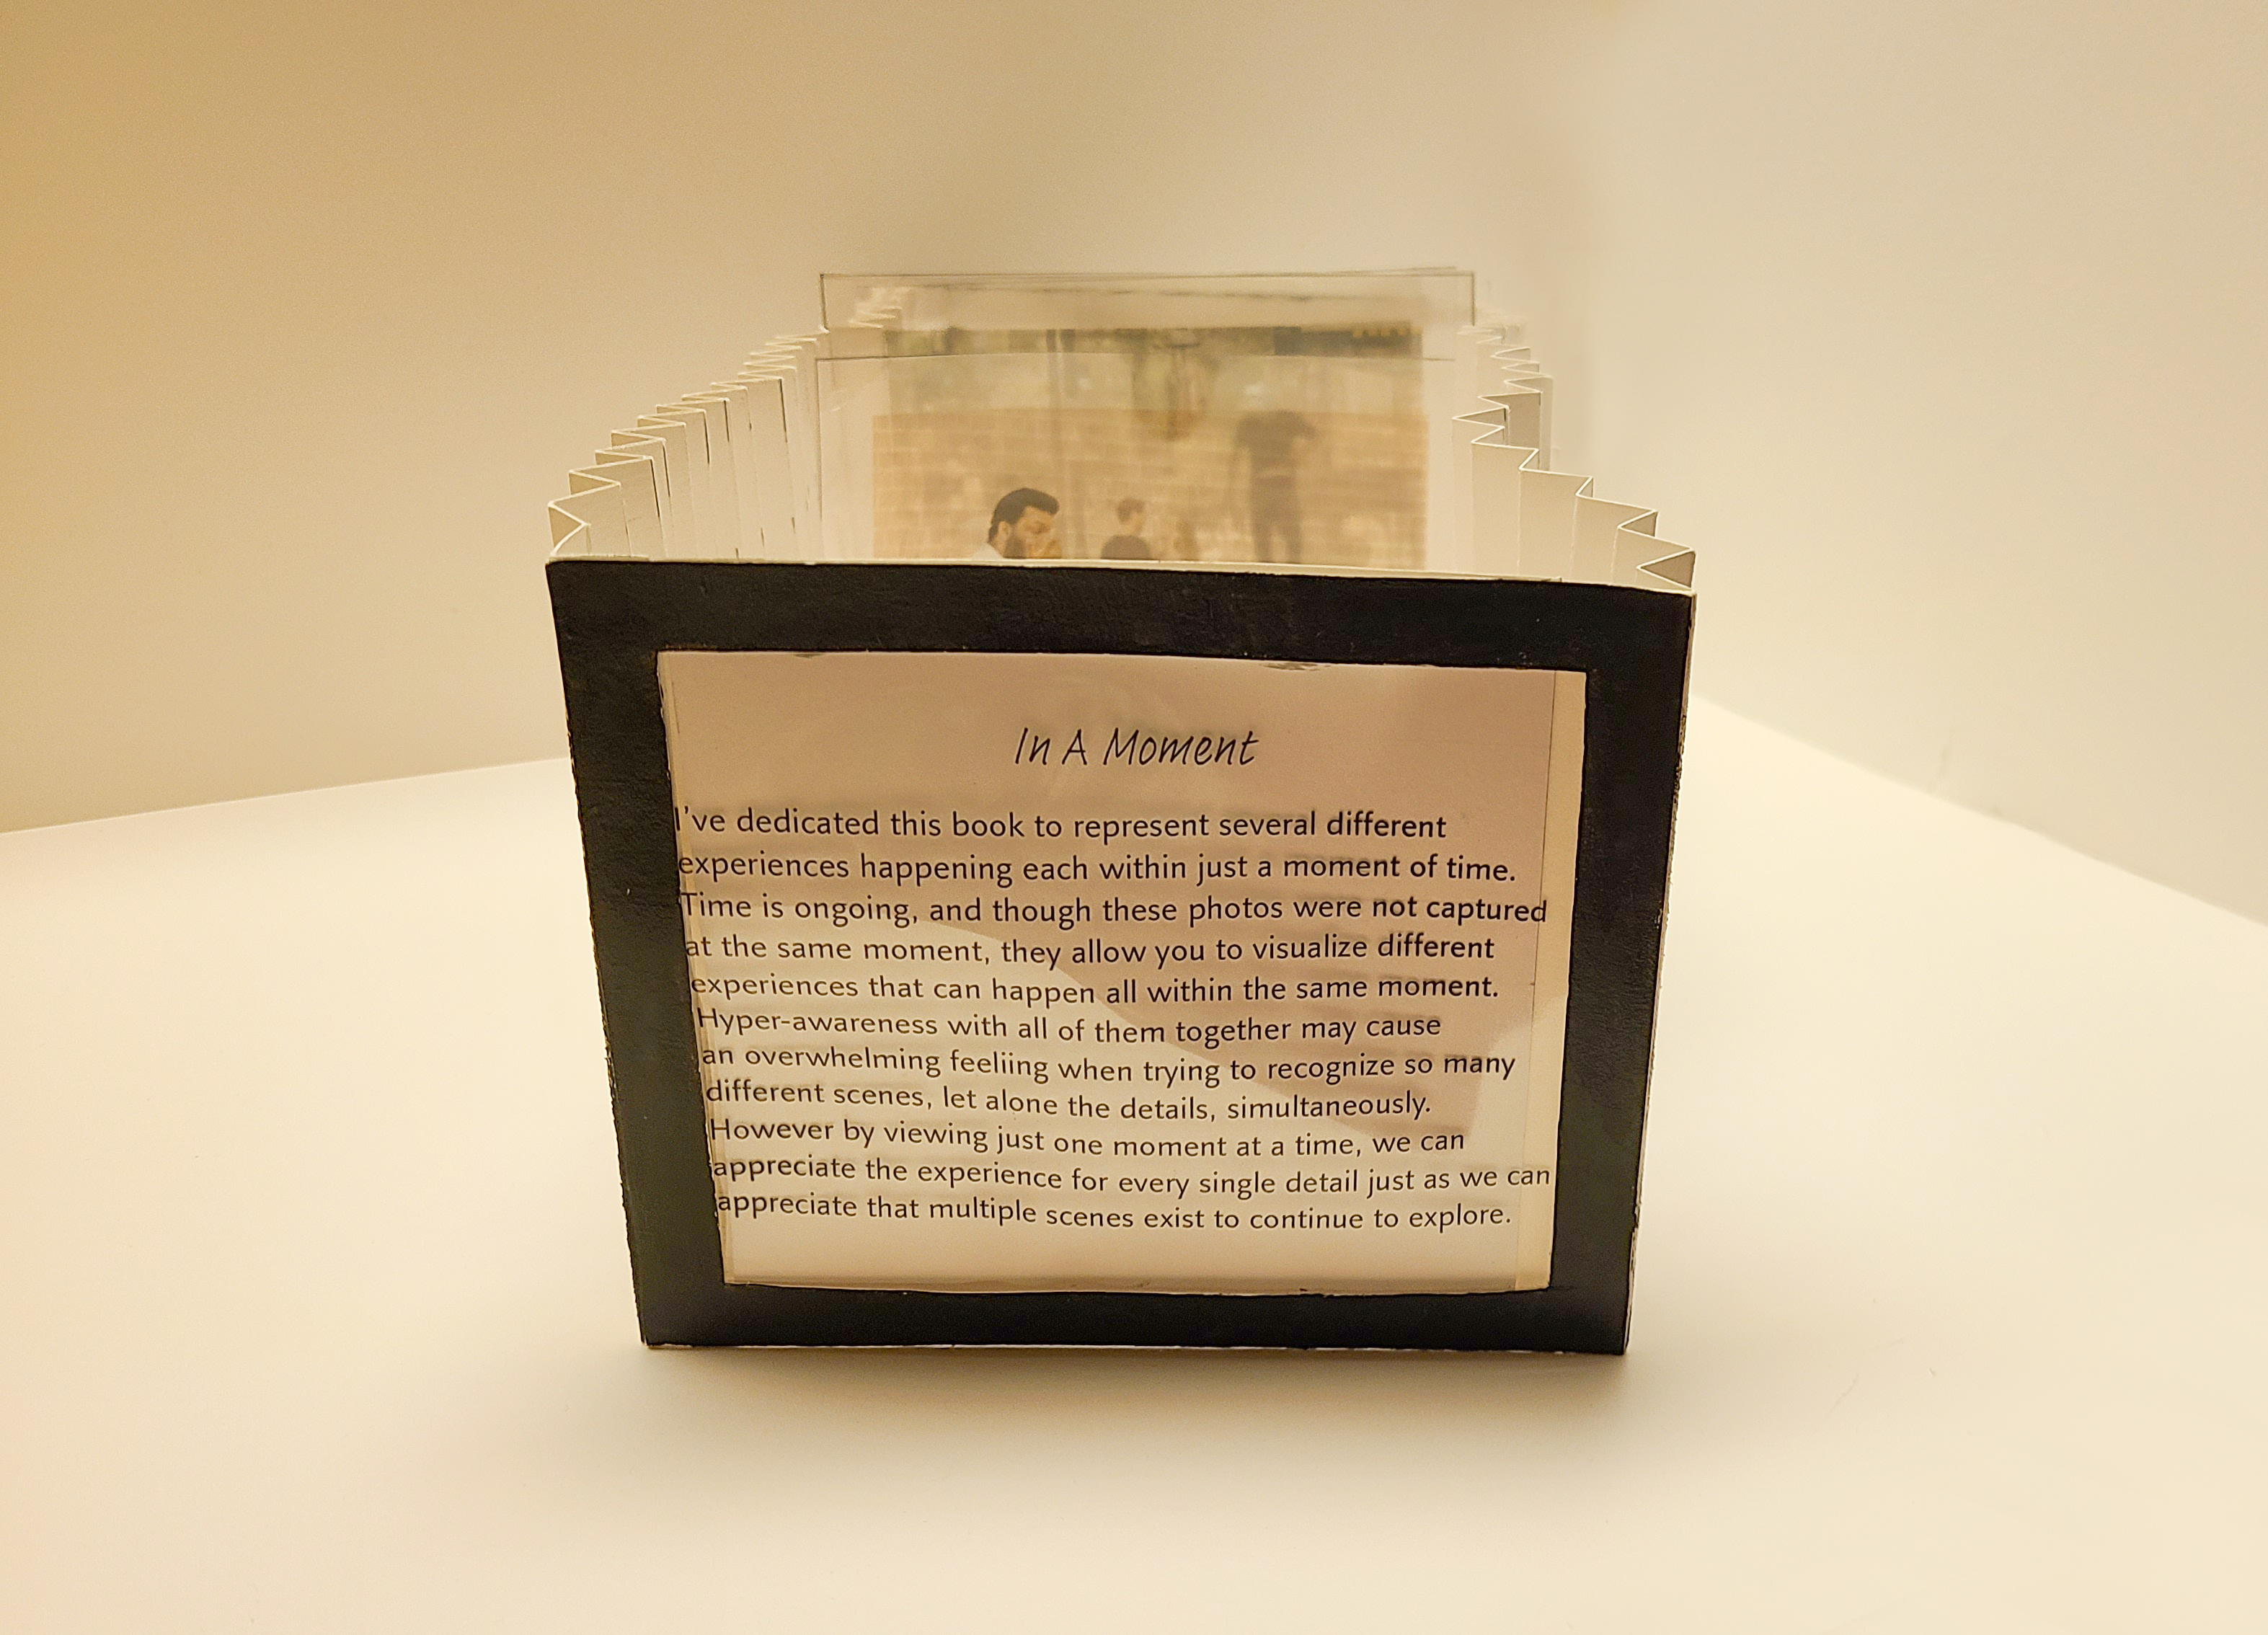 In A Moment
I've dedicated this book to represent several different
experiences happening each within just a moment of time.
Time is ongoing, and though these photos were not captured
at the same moment, they allow you to visualize different
experiences that can happen all within the same moment.
Hyper-awareness with all of them together may cause
an overwhelming feeliing when trying to recognize so many
different scenes, let alone the details, simultaneously.
However by viewing just one moment at a time, we can
appreciate the experience for every single detail just as we can
appreciate that multiple scenes exist to continue to explore.